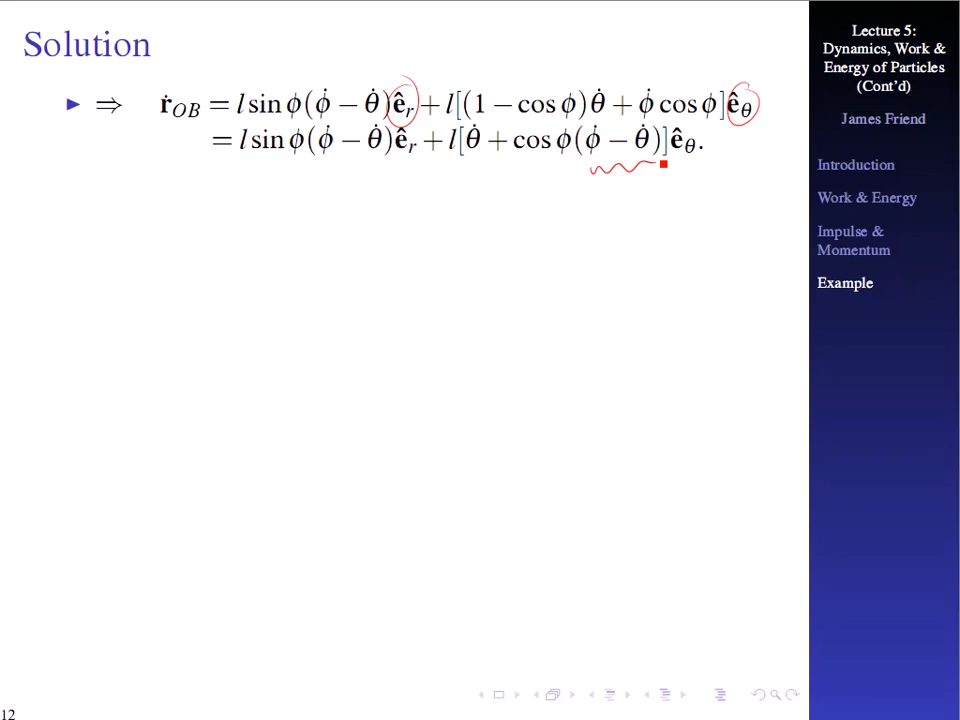 Solution
▶ ⇒ ṙ_OB = l sin ϕ(ϕ̇ − θ̇)ê_r + l[(1 − cos ϕ)θ̇ + ϕ̇ cos ϕ]ê_θ
= l sin ϕ(ϕ̇ − θ̇)ê_r + l[θ̇ + cos ϕ(ϕ̇ − θ̇)]ê_θ.
12
Lecture 5:
Dynamics, Work &
Energy of Particles
(Cont'd)
James Friend
Introduction
Work & Energy
Impulse &
Momentum
Example